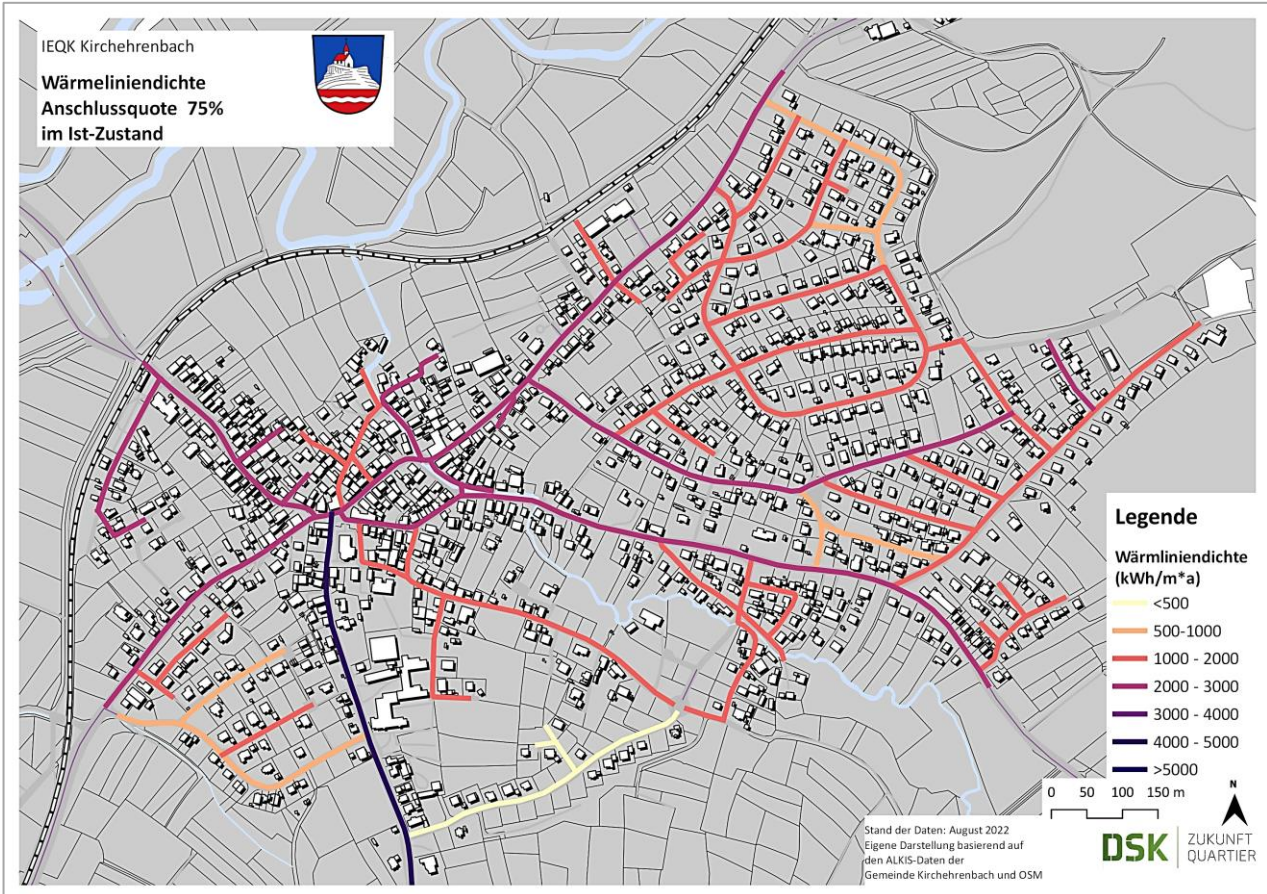 IEQK Kirchehrenbach
Wärmeliniendichte
Anschlussquote 75%
im Ist-Zustand
Legende
Wärmliniendichte
(kWh/m*a)
<500
500-1000
1000 - 2000
2000 - 3000
3000 - 4000
4000 - 5000
>5000
0 50 100 150 m
N
Stand der Daten: August 2022
Eigene Darstellung basierend auf
den ALKIS-Daten der
Gemeinde Kirchehrenbach und OSM
DSK
ZUKUNFT
QUARTIER